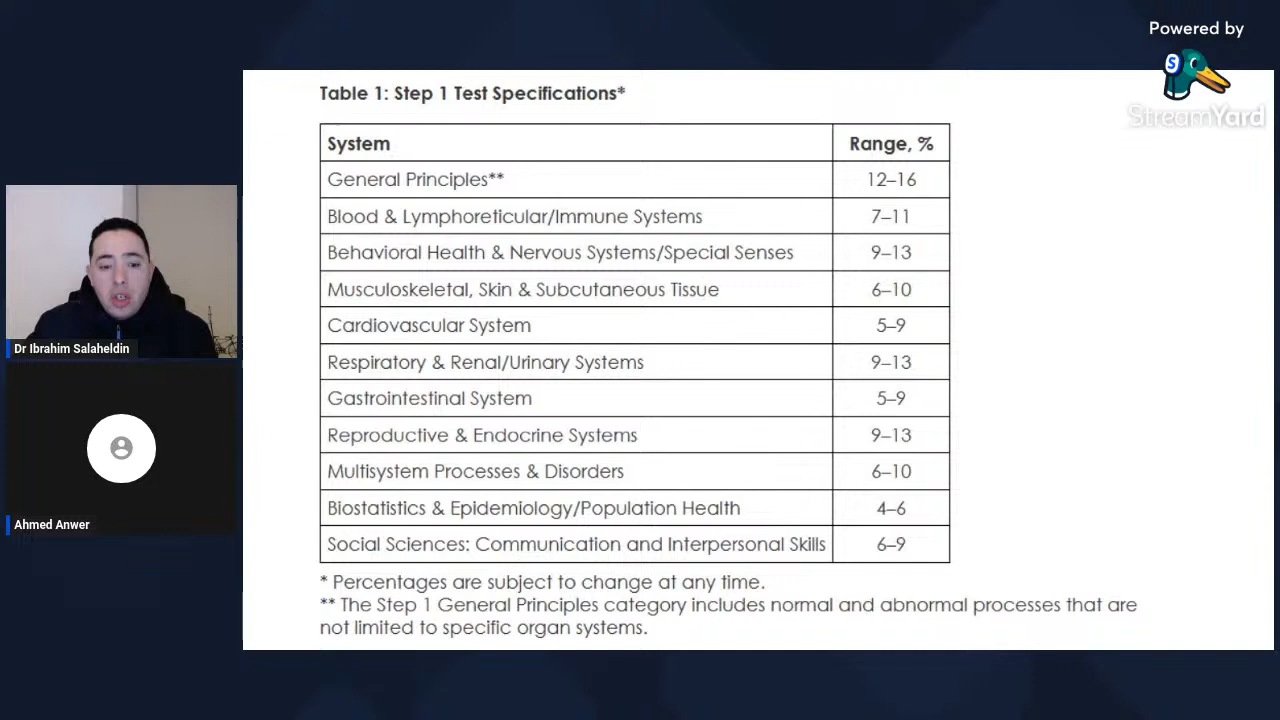 Powered by
S
StreamYard
Table 1: Step 1 Test Specifications*
System Range, %
General Principles** 12–16
Blood & Lymphoreticular/Immune Systems 7–11
Behavioral Health & Nervous Systems/Special Senses 9–13
Musculoskeletal, Skin & Subcutaneous Tissue 6–10
Cardiovascular System 5–9
Respiratory & Renal/Urinary Systems 9–13
Gastrointestinal System 5–9
Reproductive & Endocrine Systems 9–13
Multisystem Processes & Disorders 6–10
Biostatistics & Epidemiology/Population Health 4–6
Social Sciences: Communication and Interpersonal Skills 6–9
* Percentages are subject to change at any time.
** The Step 1 General Principles category includes normal and abnormal processes that are
not limited to specific organ systems.
Dr Ibrahim Salaheldin
Ahmed Anwer